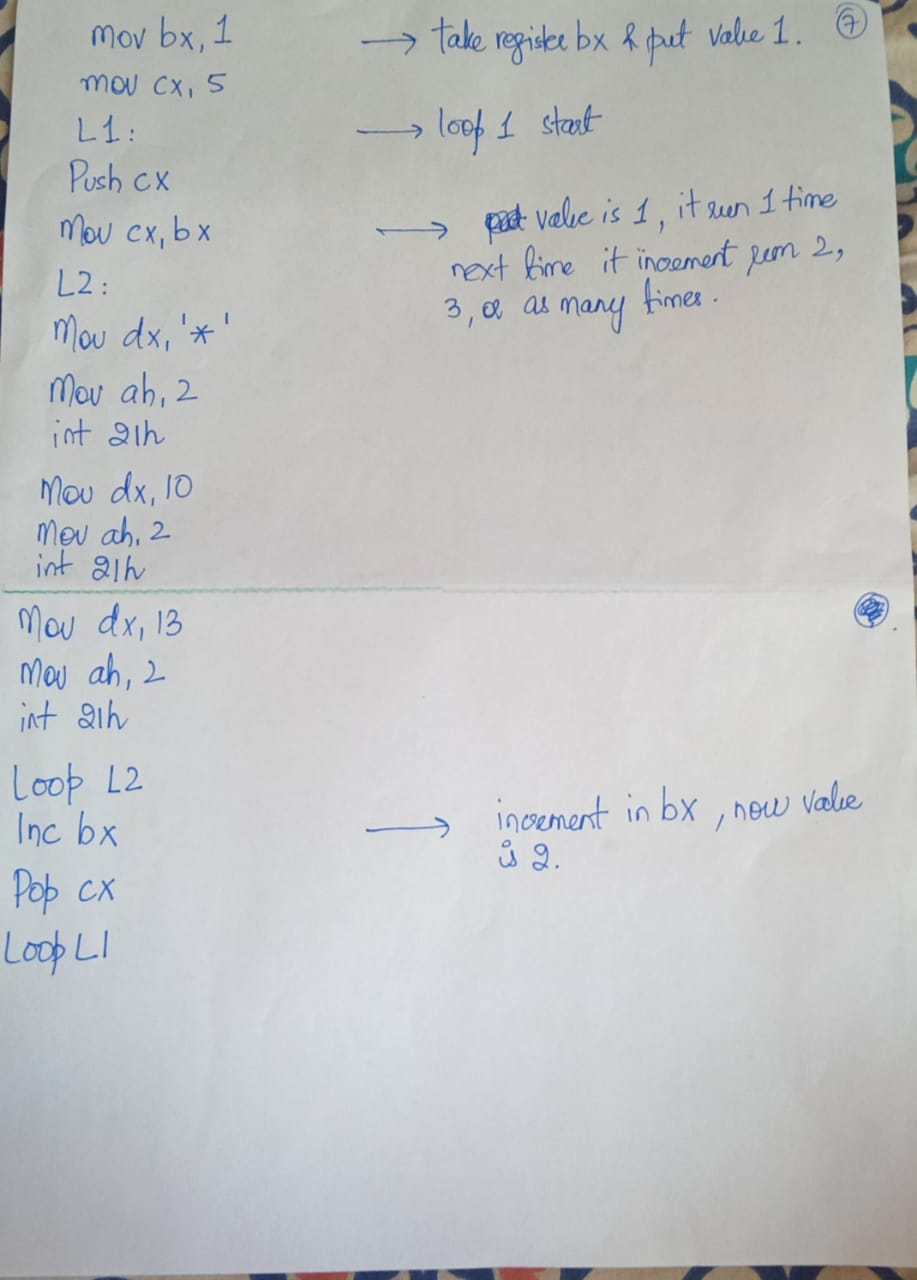 mov bx, 1 → take register bx & put value 1. 7
mov cx, 5
L1: → loop 1 start
Push cx
Mov cx, bx → value is 1, it run 1 time
next time it increment run 2,
3, or as many times.
L2:
Mov dx, '*'
Mov ah, 2
int 21h
Mov dx, 10
Mov ah, 2
int 21h
Mov dx, 13
Mov ah, 2
int 21h
Loop L2
Inc bx → increment in bx, now value
is 2.
Pop cx
Loop L1